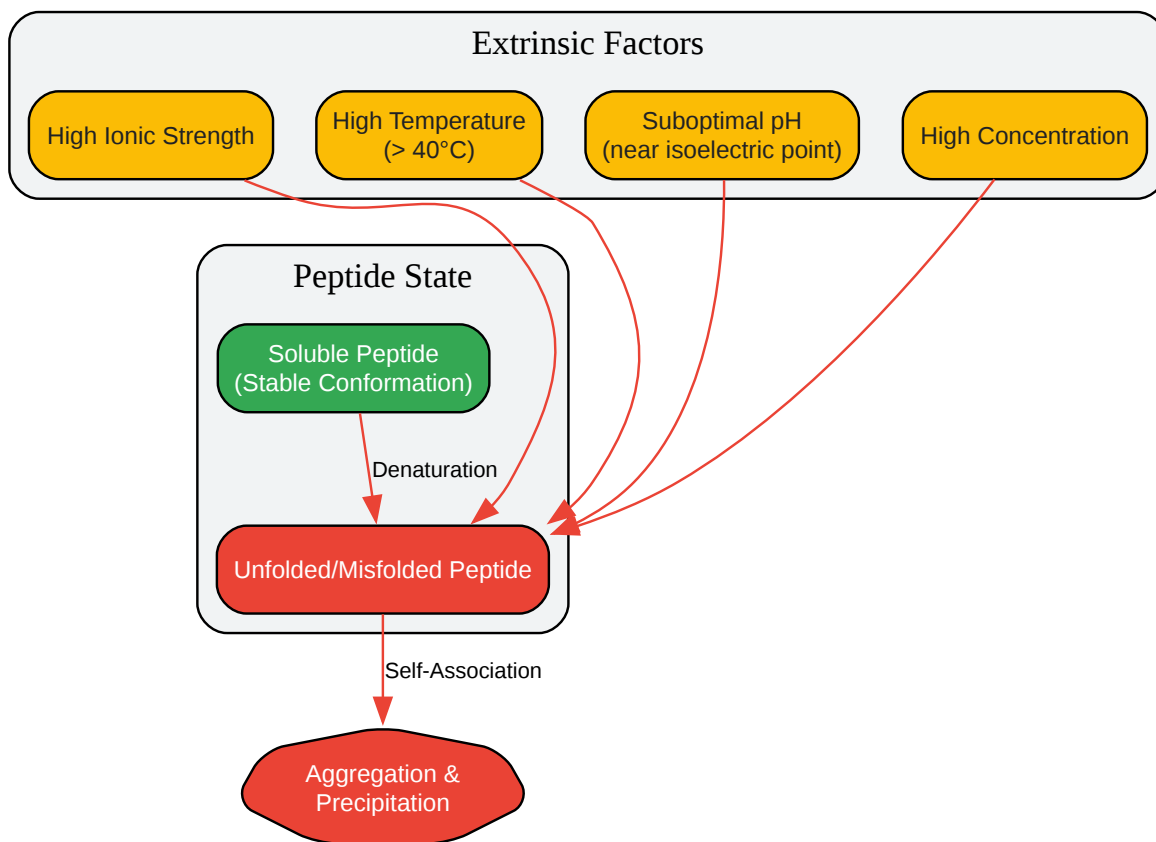 Extrinsic Factors
High Ionic Strength
High Temperature
(> 40°C)
Suboptimal pH
(near isoelectric point)
High Concentration
Peptide State
Soluble Peptide
(Stable Conformation)
Denaturation
Unfolded/Misfolded Peptide
Self-Association
Aggregation &
Precipitation